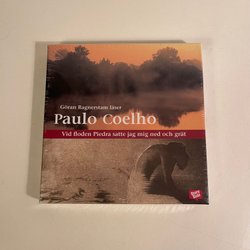 Göran Ragnerstam läser
Paulo Coelho
Vid floden Piedra satte jag mig ned och grät